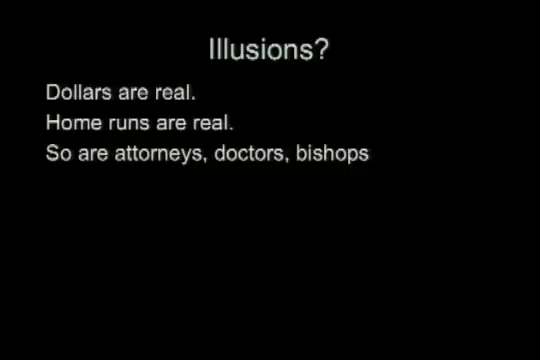 Illusions?
Dollars are real.
Home runs are real.
So are attorneys, doctors, bishops